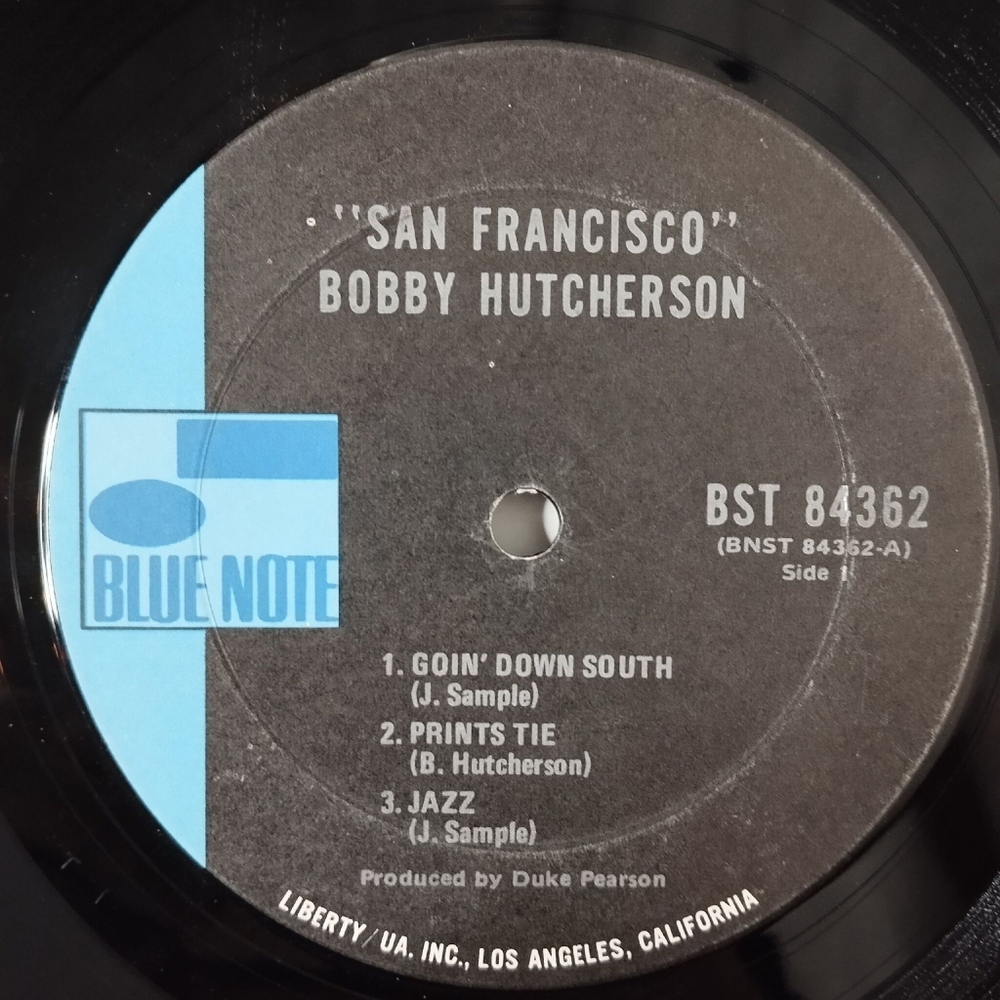 "SAN FRANCISCO"
BOBBY HUTCHERSON
BLUE NOTE
BST 84362
(BNST 84362-A)
Side 1
1. GOIN' DOWN SOUTH
(J. Sample)
2. PRINTS TIE
(B. Hutcherson)
3. JAZZ
(J. Sample)
Produced by Duke Pearson
LIBERTY/UA. INC., LOS ANGELES, CALIFORNIA